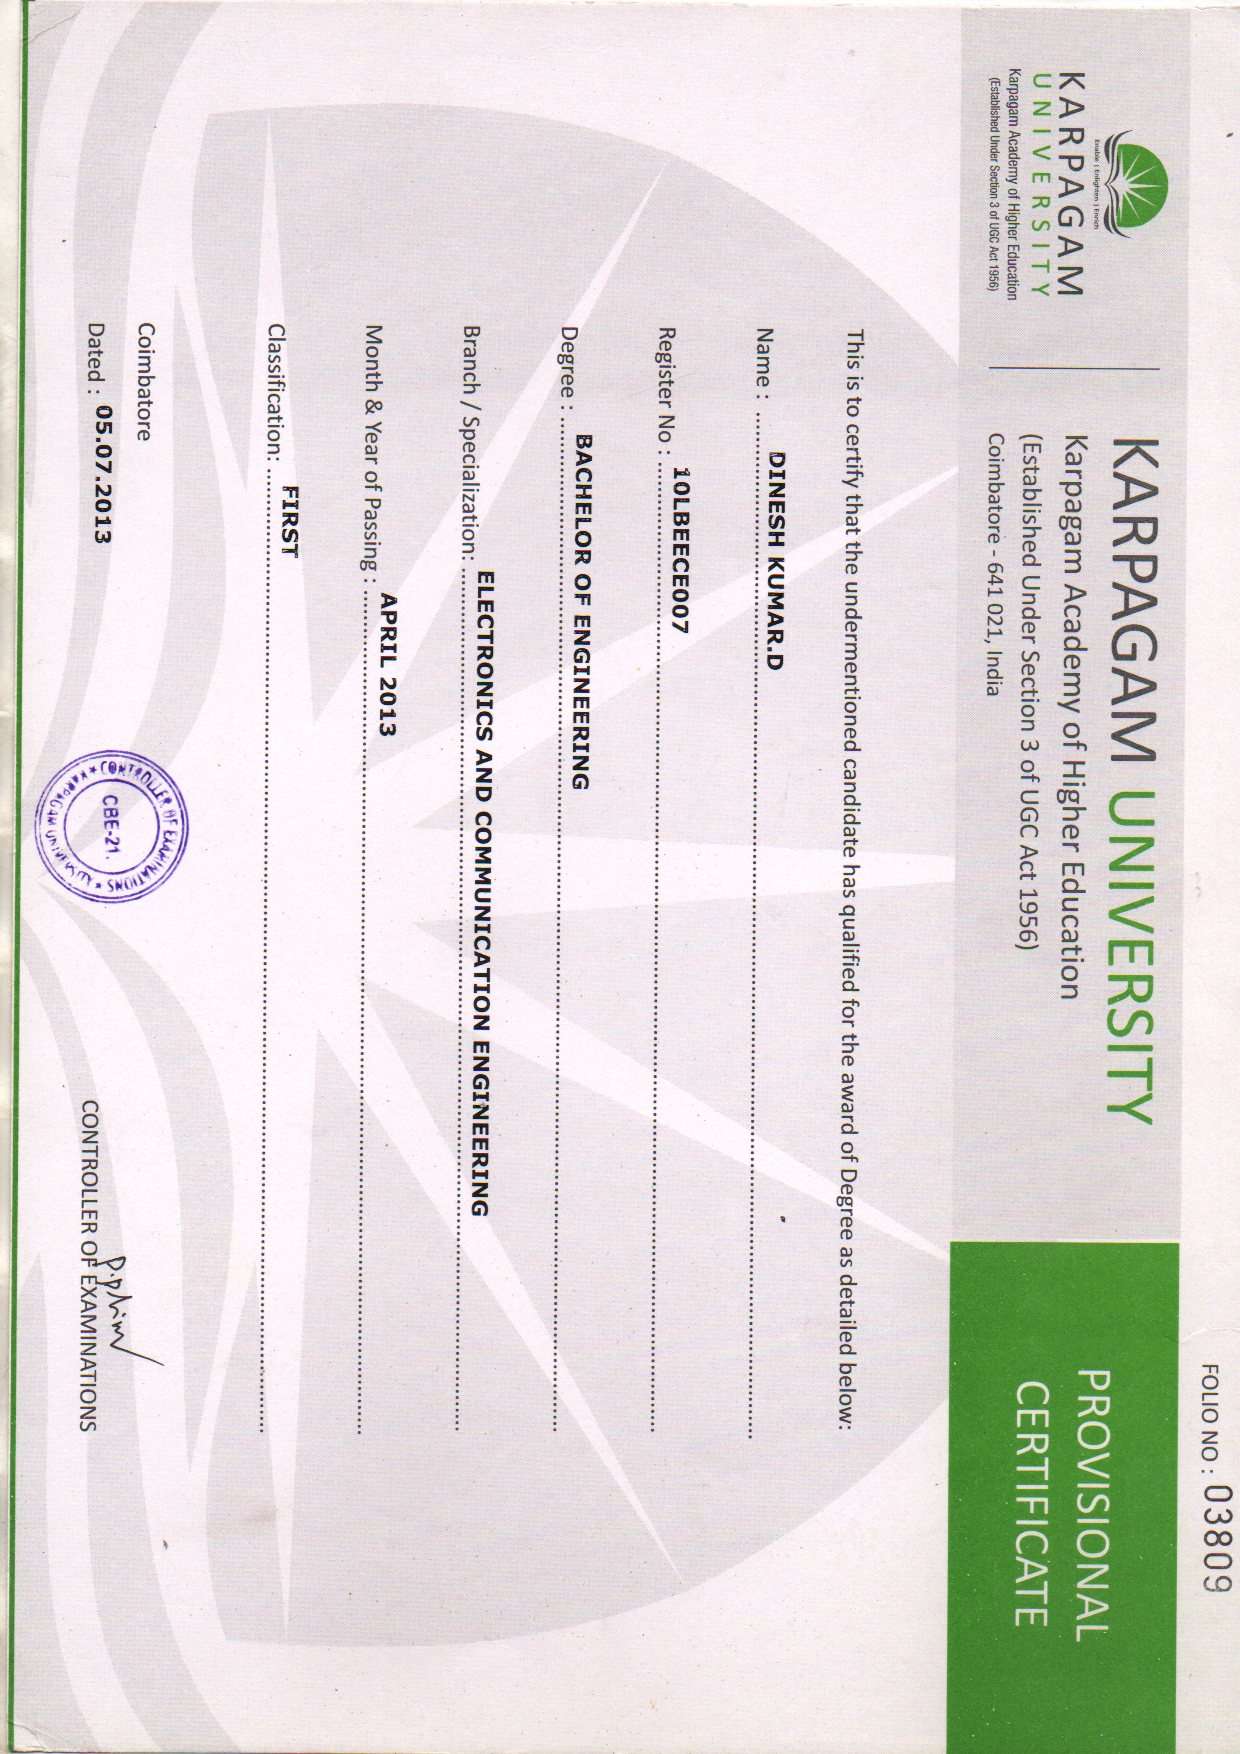 FOLIO NO : 03809
Enable | Enlighten | Enrich
KARPAGAM
UNIVERSITY
Karpagam Academy of Higher Education
(Established Under Section 3 of UGC Act 1956)
KARPAGAM UNIVERSITY
Karpagam Academy of Higher Education
(Established Under Section 3 of UGC Act 1956)
Coimbatore - 641 021, India
PROVISIONAL
CERTIFICATE
This is to certify that the undermentioned candidate has qualified for the award of Degree as detailed below:
Name : DINESH KUMAR.D
Register No : 10LBEECE007
Degree : BACHELOR OF ENGINEERING
Branch / Specialization: ELECTRONICS AND COMMUNICATION ENGINEERING
Month & Year of Passing : APRIL 2013
Classification: FIRST
Coimbatore
Dated : 05.07.2013
CONTROLLER OF EXAMINATIONS
KARPAGAM UNIVERSITY
CBE-21.
CONTROLLER OF EXAMINATIONS